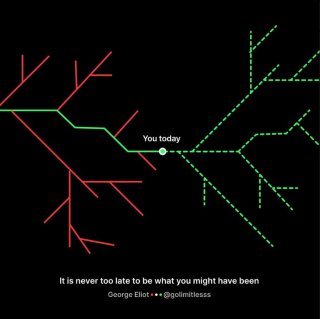 You today
It is never too late to be what you might have been
George Eliot @golimitlesss